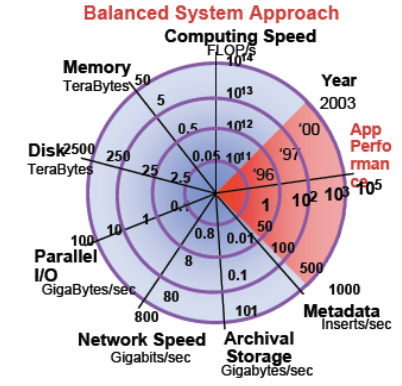 Balanced System Approach
Computing Speed
FLOP/s
10¹⁴
10¹³
10¹²
10¹¹
Memory
TeraBytes
50
5
0.5
0.05
Year
2003
'00
'97
'96
App
Perfo
rman
ce
1
10²
10³
10⁵
Disk
TeraBytes
2500
250
25
2.5
Parallel
I/O
GigaBytes/sec
100
10
1
Network Speed
Gigabits/sec
800
80
8
0.8
Archival
Storage
Gigabytes/sec
101
0.1
0.01
Metadata
Inserts/sec
50
100
500
1000